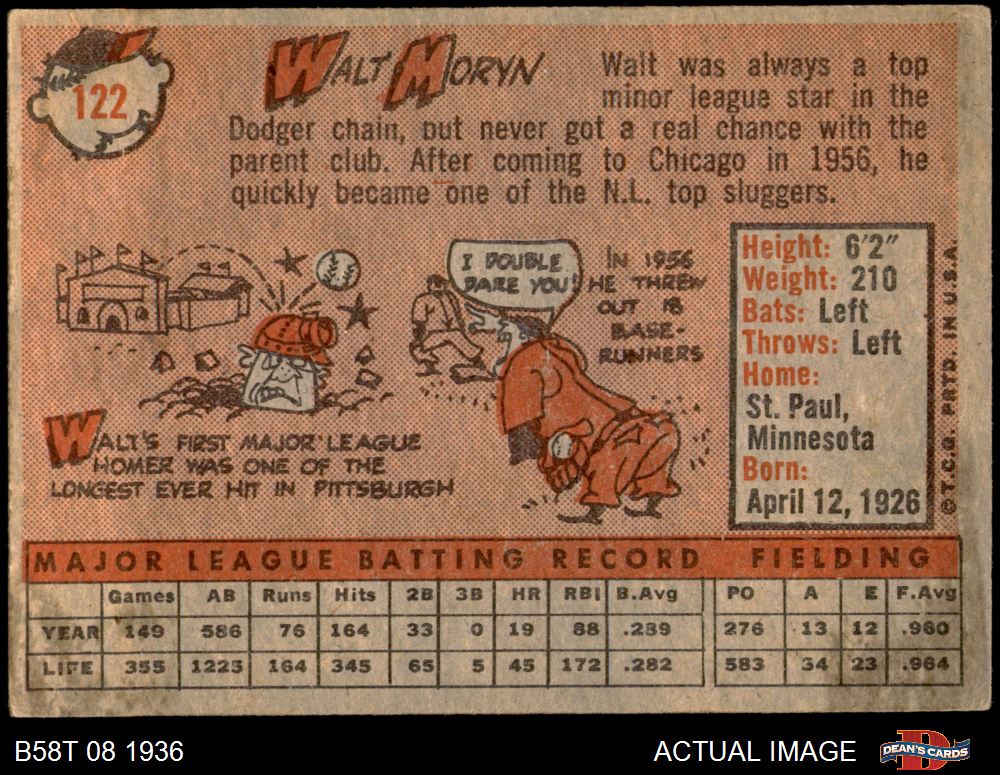 122
WALT MORYN
Walt was always a top
minor league star in the
Dodger chain, but never got a real chance with the
parent club. After coming to Chicago in 1956, he
quickly became one of the N.L. top sluggers.
I DOUBLE
DARE YOU!
IN 1956
HE THREW
OUT 18
BASE-
RUNNERS
WALT'S FIRST MAJOR LEAGUE
HOMER WAS ONE OF THE
LONGEST EVER HIT IN PITTSBURGH
Height: 6'2"
Weight: 210
Bats: Left
Throws: Left
Home:
St. Paul,
Minnesota
Born:
April 12, 1926
© T.C.G. PRTD. IN U.S.A.
MAJOR LEAGUE BATTING RECORD FIELDING
Games AB Runs Hits 2B 3B HR RBI B.Avg PO A E F.Avg
YEAR 149 586 76 164 33 0 19 88 .289 276 13 12 .960
LIFE 355 1223 164 345 65 5 45 172 .282 583 34 23 .964
B58T 08 1936 ACTUAL IMAGE DEAN'S CARDS